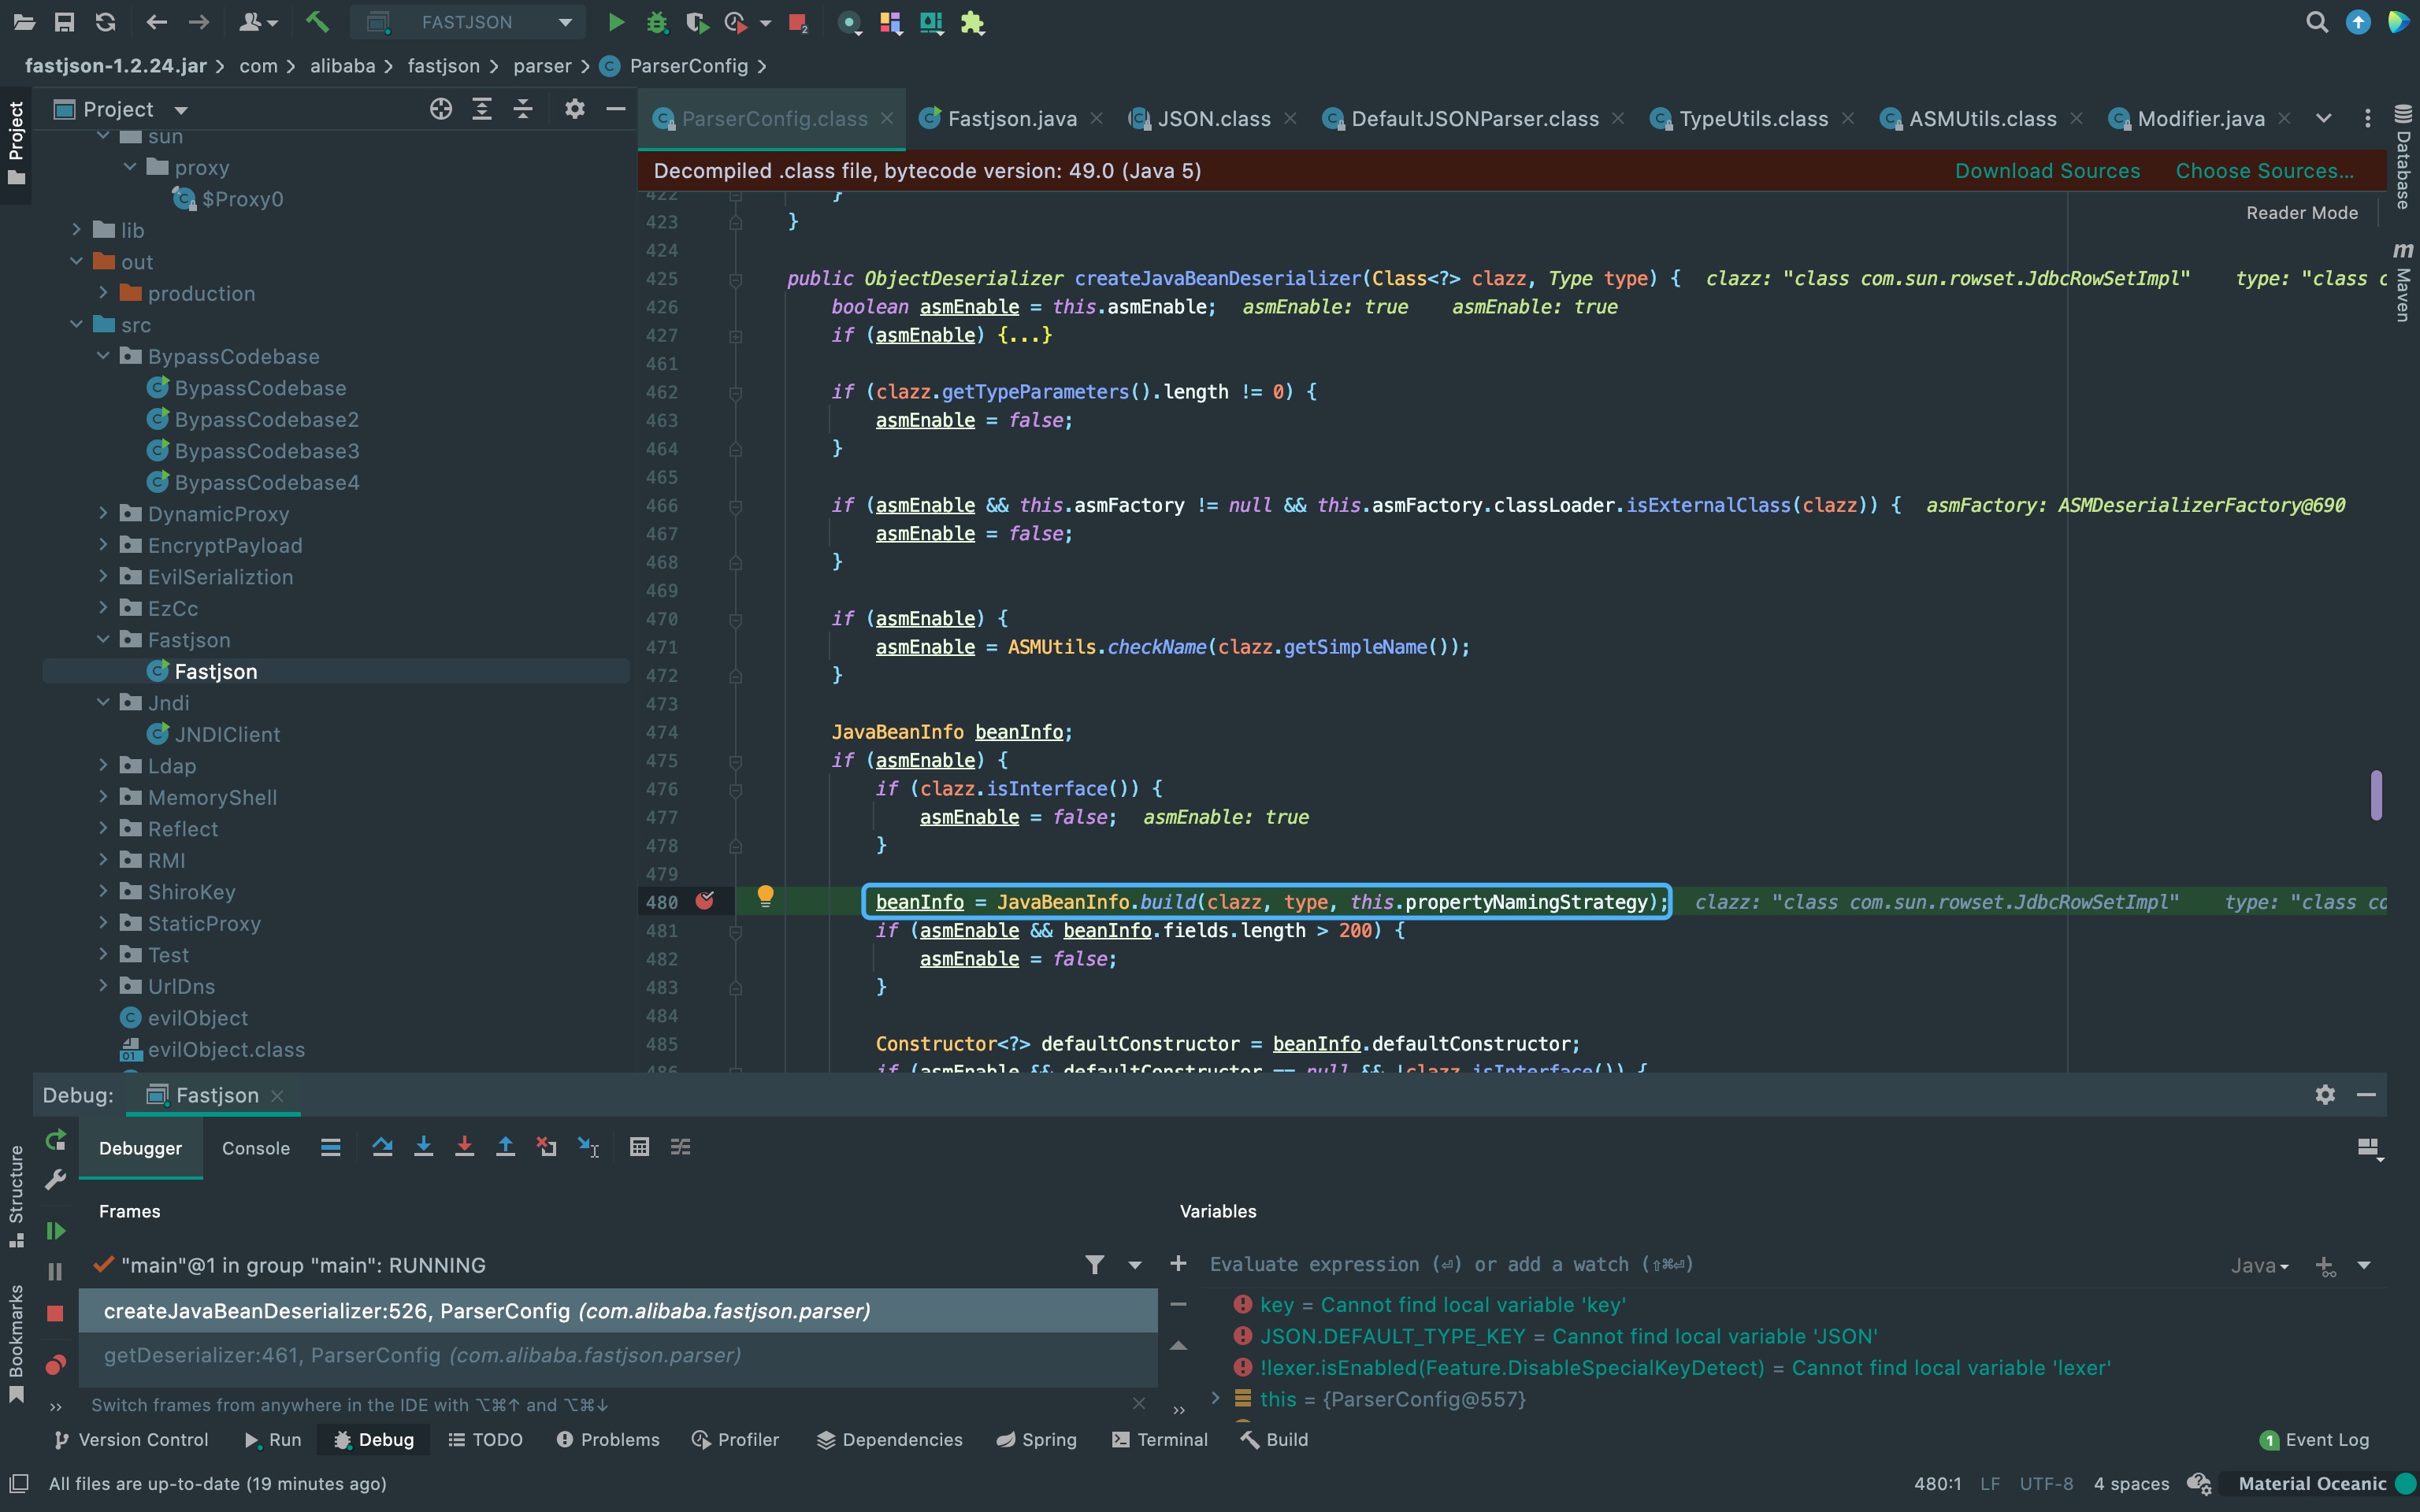 FASTJSON
fastjson-1.2.24.jar > com > alibaba > fastjson > parser > ParserConfig >
Project
Project
sun
proxy
$Proxy0
lib
out
production
src
BypassCodebase
BypassCodebase
BypassCodebase2
BypassCodebase3
BypassCodebase4
DynamicProxy
EncryptPayload
EvilSerializtion
EzCc
Fastjson
Fastjson
Jndi
JNDIClient
Ldap
MemoryShell
Reflect
RMI
ShiroKey
StaticProxy
Test
UrlDns
evilObject
evilObject.class
ParserConfig.class Fastjson.java JSON.class DefaultJSONParser.class TypeUtils.class ASMUtils.class Modifier.java
Decompiled .class file, bytecode version: 49.0 (Java 5) Download Sources Choose Sources...
Reader Mode
Database
Maven
422 }
423 }
424
425 public ObjectDeserializer createJavaBeanDeserializer(Class<?> clazz, Type type) { clazz: "class com.sun.rowset.JdbcRowSetImpl" type: "class c
426 boolean asmEnable = this.asmEnable; asmEnable: true asmEnable: true
427 if (asmEnable) {...}
461
462 if (clazz.getTypeParameters().length != 0) {
463 asmEnable = false;
464 }
465
466 if (asmEnable && this.asmFactory != null && this.asmFactory.classLoader.isExternalClass(clazz)) { asmFactory: ASMDeserializerFactory@690
467 asmEnable = false;
468 }
469
470 if (asmEnable) {
471 asmEnable = ASMUtils.checkName(clazz.getSimpleName());
472 }
473
474 JavaBeanInfo beanInfo;
475 if (asmEnable) {
476 if (clazz.isInterface()) {
477 asmEnable = false; asmEnable: true
478 }
479
480 beanInfo = JavaBeanInfo.build(clazz, type, this.propertyNamingStrategy); clazz: "class com.sun.rowset.JdbcRowSetImpl" type: "class co
481 if (asmEnable && beanInfo.fields.length > 200) {
482 asmEnable = false;
483 }
484
485 Constructor<?> defaultConstructor = beanInfo.defaultConstructor;
486 if (asmEnable && defaultConstructor == null && !clazz.isInterface()) {
Debug: Fastjson
Debugger Console
Structure
Bookmarks
Frames
"main"@1 in group "main": RUNNING
createJavaBeanDeserializer:526, ParserConfig (com.alibaba.fastjson.parser)
getDeserializer:461, ParserConfig (com.alibaba.fastjson.parser)
Switch frames from anywhere in the IDE with ⌥⌘↑ and ⌥⌘↓
Variables
Evaluate expression (⏎) or add a watch (⇧⌘⏎) Java
key = Cannot find local variable 'key'
JSON.DEFAULT_TYPE_KEY = Cannot find local variable 'JSON'
!lexer.isEnabled(Feature.DisableSpecialKeyDetect) = Cannot find local variable 'lexer'
this = {ParserConfig@557}
Version Control Run Debug TODO Problems Profiler Dependencies Spring Terminal Build 1 Event Log
All files are up-to-date (19 minutes ago) 480:1 LF UTF-8 4 spaces Material Oceanic